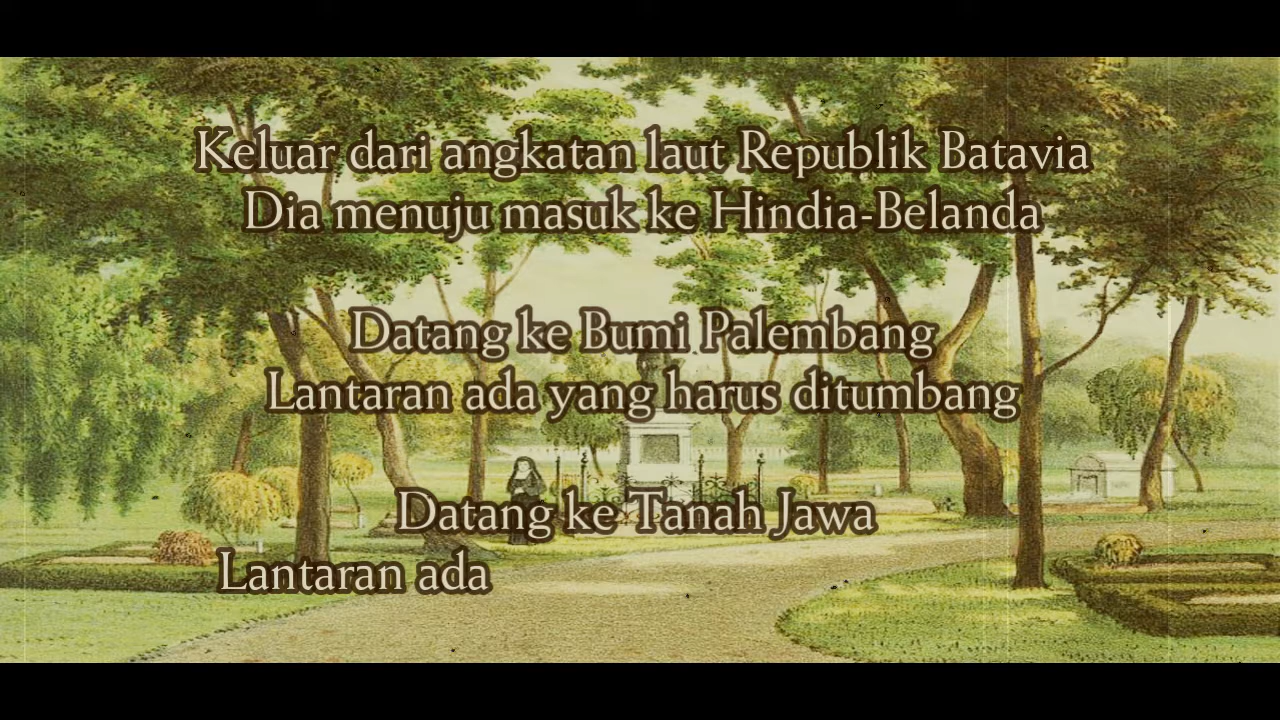 Keluar dari angkatan laut Republik Batavia
Dia menuju masuk ke Hindia-Belanda
Datang ke Bumi Palembang
Lantaran ada yang harus ditumbang
Datang ke Tanah Jawa
Lantaran ada